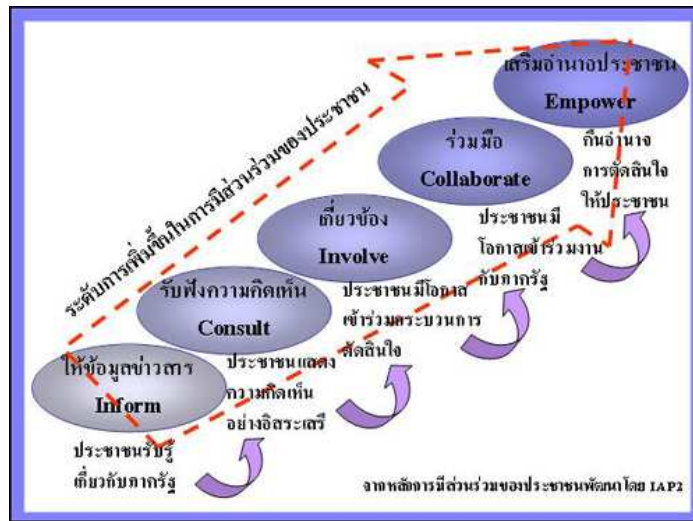 เสริมอำนาอประชาชน
Empower
ระดับการเพิ่มขึ้นในการมีส่วนร่วมของประชาชน
ร่วมมือ
Collaborate
คืนอำนาจ
การตัดสินใจ
ให้ประชาชน
เกี่ยวข้อง
Involve
ประชาชนมี
โอกาสเข้าร่วมงาน
กับภาครัฐ
รับฟังความคิดเห็น
Consult
ประชาชนมีโอกาส
เข้าร่วมกระบวนการ
ตัดสินใจ
ให้ข้อมูลข่าวสาร
Inform
ประชาชนแสดง
ความคิดเห็น
อย่างอิสระเสรี
ประชาชนรับรู้
เกี่ยวกับภาครัฐ
จากหลักการมีส่วนร่วมของประชาชนพัฒนาโดย IAP2